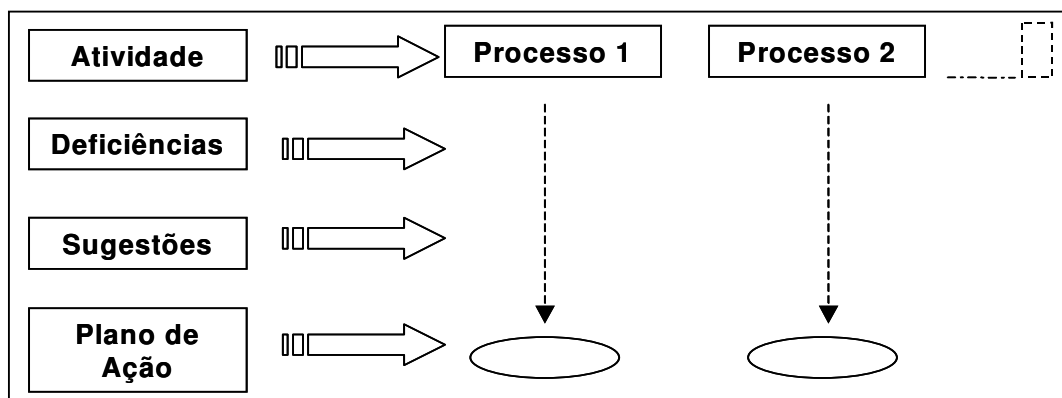 Atividade
Processo 1
Processo 2
Deficiências
Sugestões
Plano de
Ação